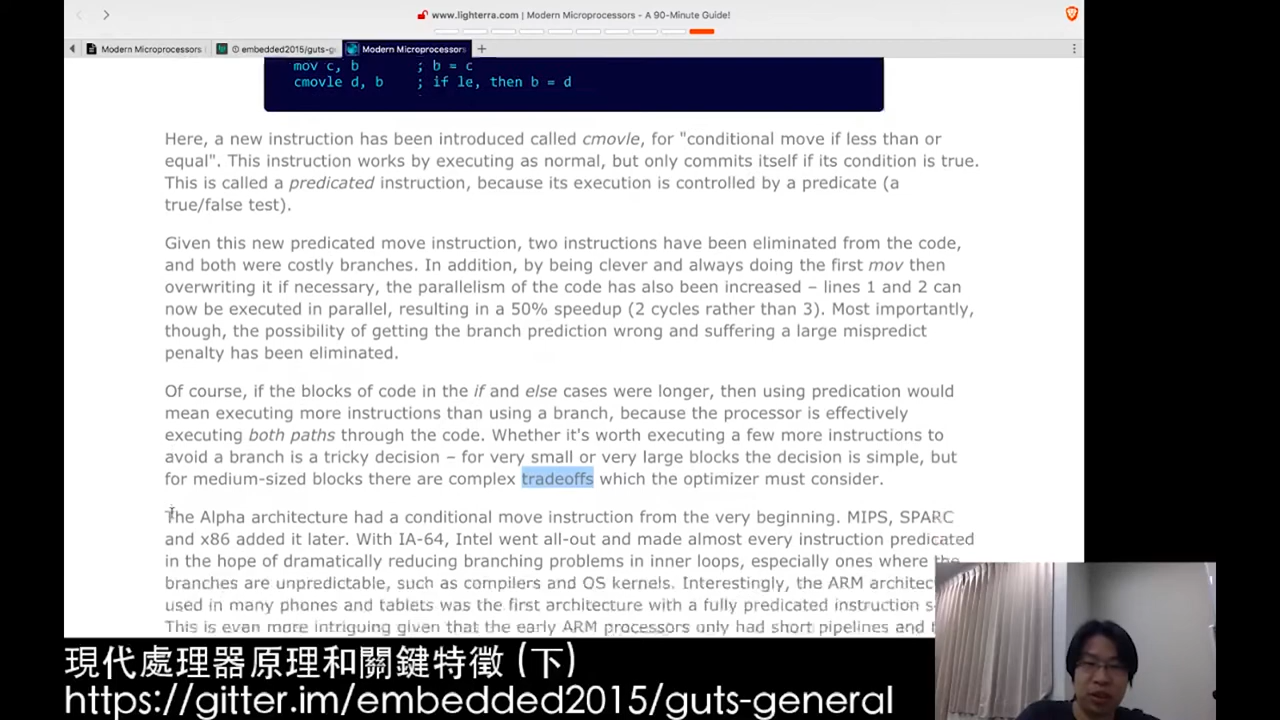 www.lighterra.com | Modern Microprocessors - A 90-Minute Guide!
Modern Microprocessors
embedded2015/guts-g
Modern Microprocessors
mov c, b ; b = c
cmovle d, b ; if le, then b = d
Here, a new instruction has been introduced called cmovle, for "conditional move if less than or
equal". This instruction works by executing as normal, but only commits itself if its condition is true.
This is called a predicated instruction, because its execution is controlled by a predicate (a
true/false test).
Given this new predicated move instruction, two instructions have been eliminated from the code,
and both were costly branches. In addition, by being clever and always doing the first mov then
overwriting it if necessary, the parallelism of the code has also been increased – lines 1 and 2 can
now be executed in parallel, resulting in a 50% speedup (2 cycles rather than 3). Most importantly,
though, the possibility of getting the branch prediction wrong and suffering a large mispredict
penalty has been eliminated.
Of course, if the blocks of code in the if and else cases were longer, then using predication would
mean executing more instructions than using a branch, because the processor is effectively
executing both paths through the code. Whether it's worth executing a few more instructions to
avoid a branch is a tricky decision – for very small or very large blocks the decision is simple, but
for medium-sized blocks there are complex tradeoffs which the optimizer must consider.
The Alpha architecture had a conditional move instruction from the very beginning. MIPS, SPARC
and x86 added it later. With IA-64, Intel went all-out and made almost every instruction predicated
in the hope of dramatically reducing branching problems in inner loops, especially ones where the
branches are unpredictable, such as compilers and OS kernels. Interestingly, the ARM architec
used in many phones and tablets was the first architecture with a fully predicated instruction s
This is even more intriguing given that the early ARM processors only had short pipelines and t
現代處理器原理和關鍵特徵 (下)
https://gitter.im/embedded2015/guts-general